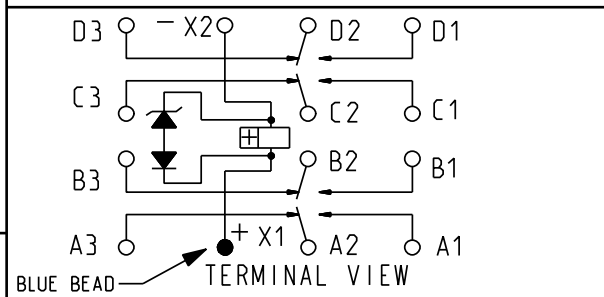 D3 − X2 D2 D1
C3 C2 C1
B3 B2 B1
A3 + X1 A2 A1
BLUE BEAD TERMINAL VIEW